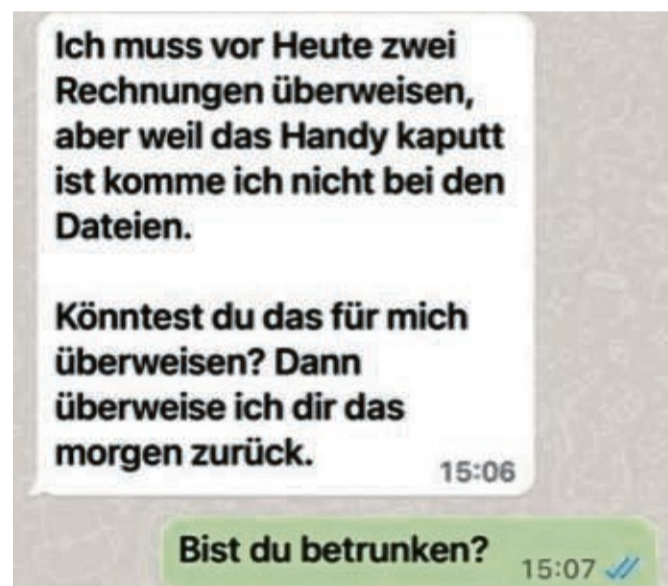 Ich muss vor Heute zwei
Rechnungen überweisen,
aber weil das Handy kaputt
ist komme ich nicht bei den
Dateien.
Könntest du das für mich
überweisen? Dann
überweise ich dir das
morgen zurück.
15:06
Bist du betrunken?
15:07